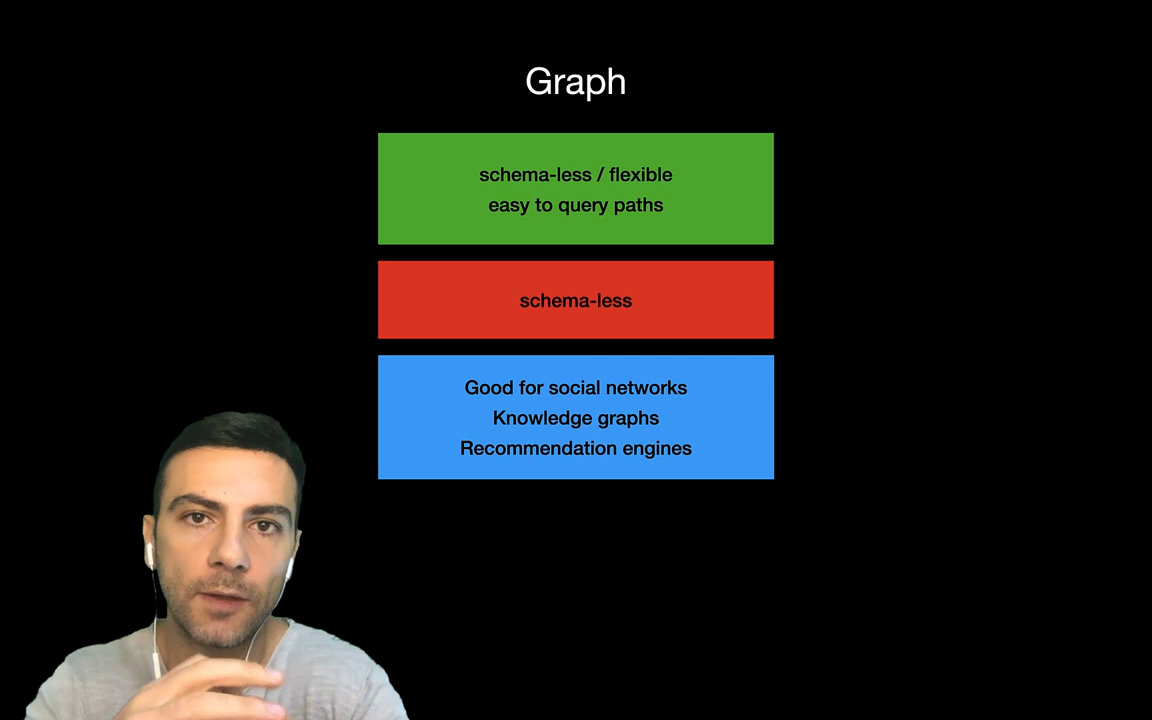 Graph
schema-less / flexible
easy to query paths
schema-less
Good for social networks
Knowledge graphs
Recommendation engines